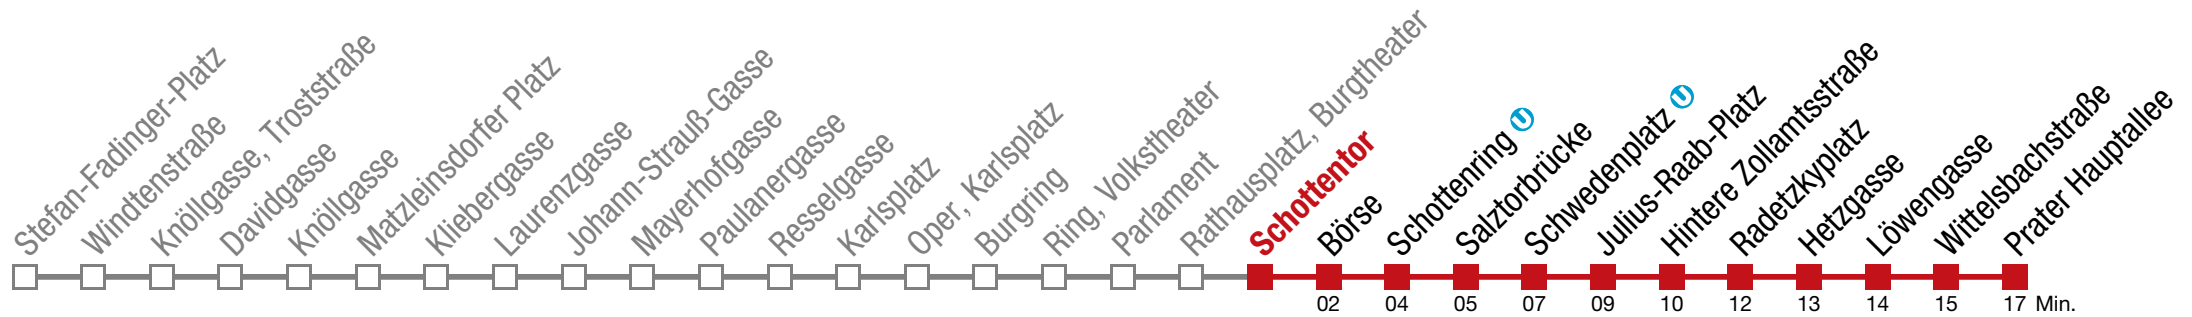 Stefan-Fadinger-Platz
Windtenstraße
Knöllgasse, Troststraße
Davidgasse
Knöllgasse
Matzleinsdorfer Platz
Kliebergasse
Laurenzgasse
Johann-Strauß-Gasse
Mayerhofgasse
Paulanergasse
Resselgasse
Karlsplatz
Oper, Karlsplatz
Burgring
Ring, Volkstheater
Parlament
Rathausplatz, Burgtheater
Schottentor
Börse
Schottenring U
Salztorbrücke
Schwedenplatz U
Julius-Raab-Platz
Hintere Zollamtsstraße
Radetzkyplatz
Hetzgasse
Löwengasse
Wittelsbachstraße
Prater Hauptallee
02 04 05 07 09 10 12 13 14 15 17 Min.